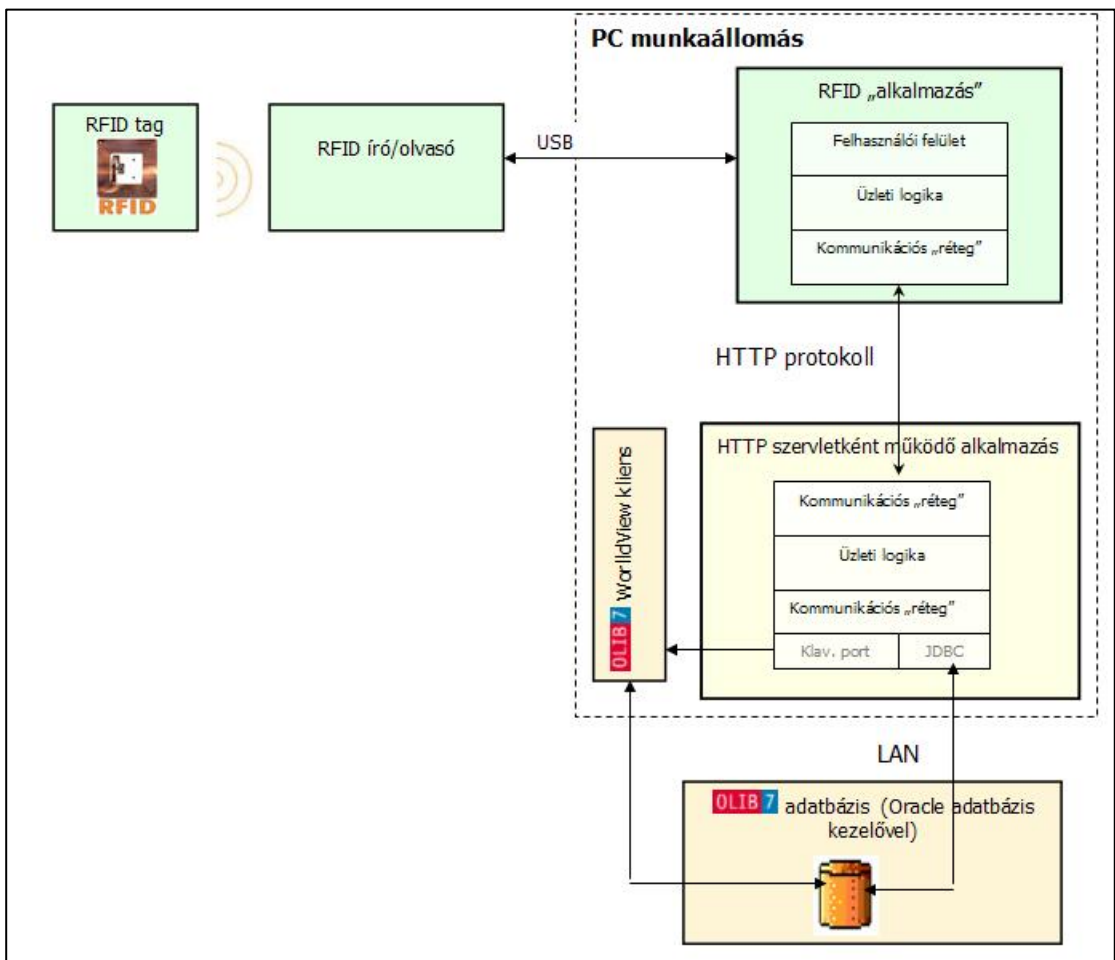 PC munkaállomás
RFID „alkalmazás”
RFID tag
RFID
RFID író/olvasó
USB
Felhasználói felület
Üzleti logika
Kommunikációs „réteg”
HTTP protokoll
HTTP szervletként működő alkalmazás
OLIB 7 WorlldView kliens
Kommunikációs „réteg”
Üzleti logika
Kommunikációs „réteg”
Klav. port
JDBC
LAN
OLIB 7 adatbázis (Oracle adatbázis
kezelővel)